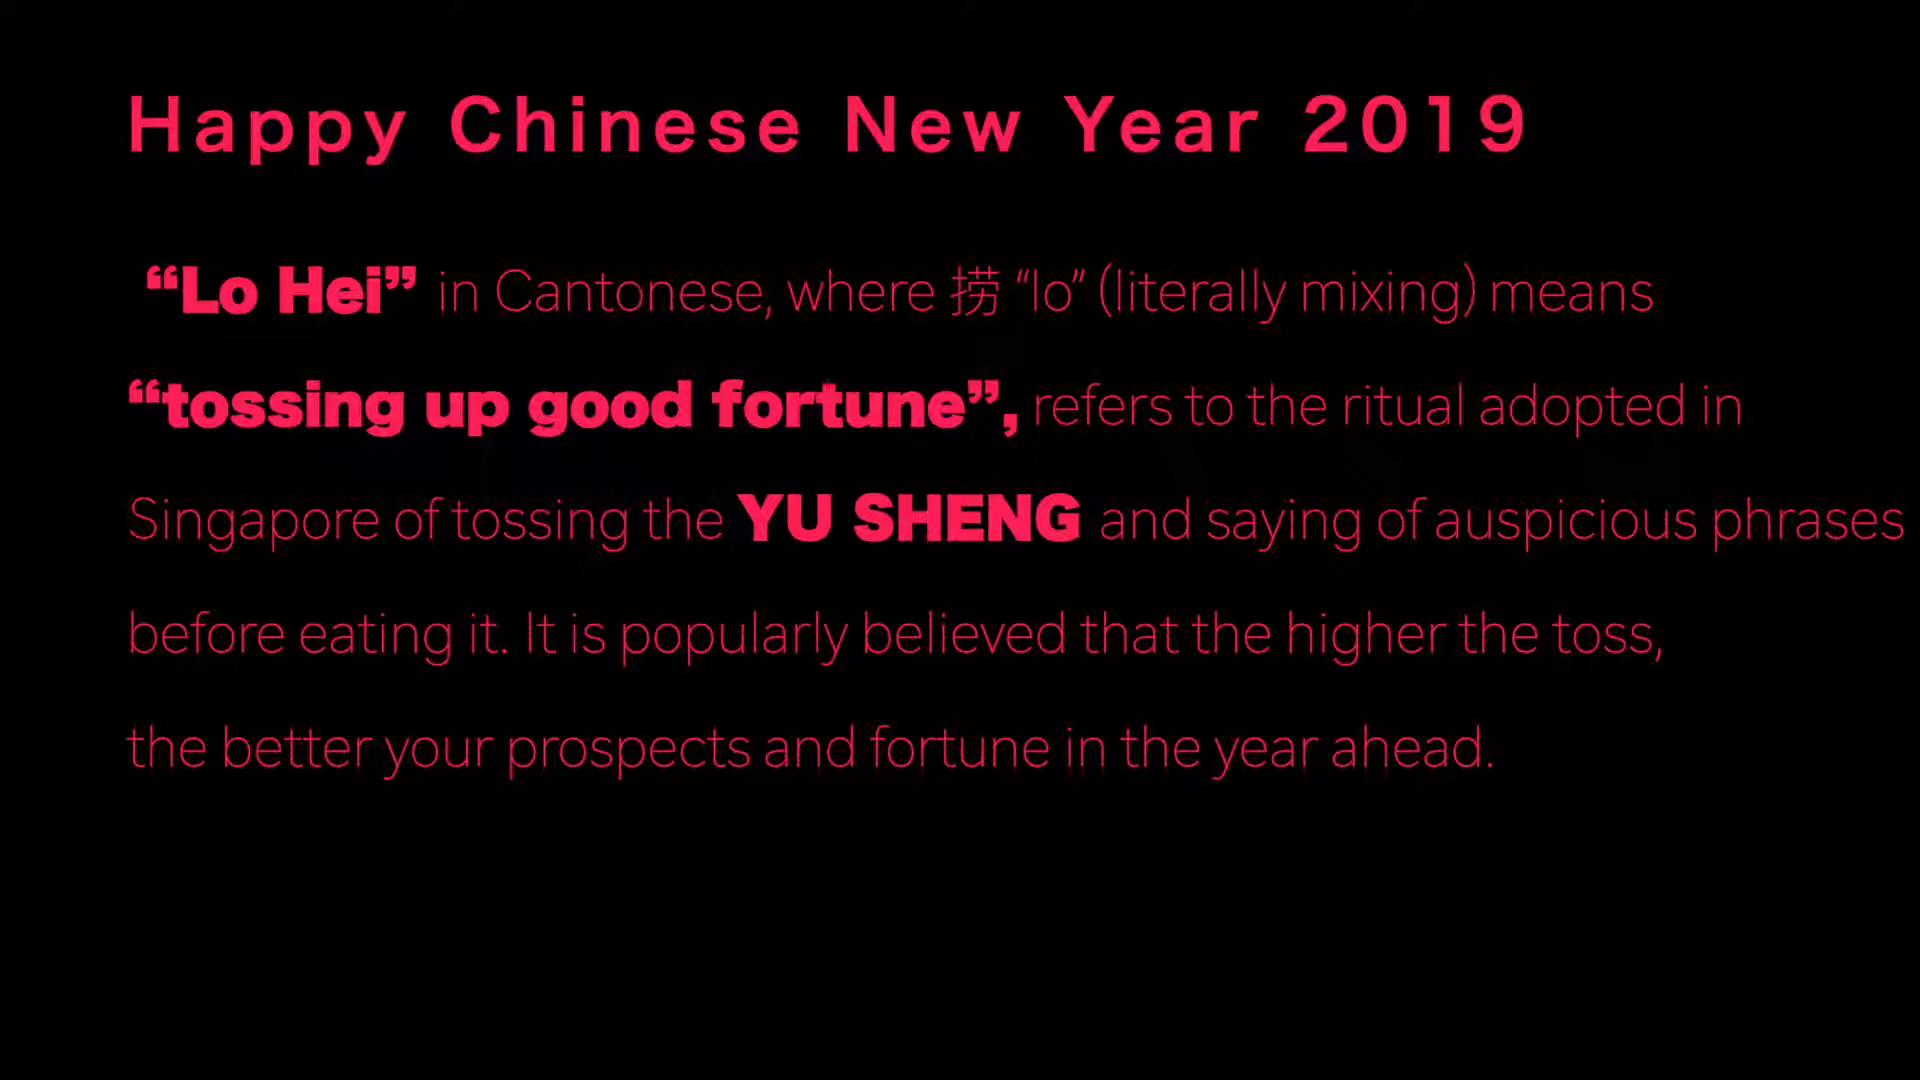 Happy Chinese New Year 2019
“Lo Hei” in Cantonese, where 捞 “lo” (literally mixing) means
“tossing up good fortune”, refers to the ritual adopted in
Singapore of tossing the YU SHENG and saying of auspicious phrases
before eating it. It is popularly believed that the higher the toss,
the better your prospects and fortune in the year ahead.